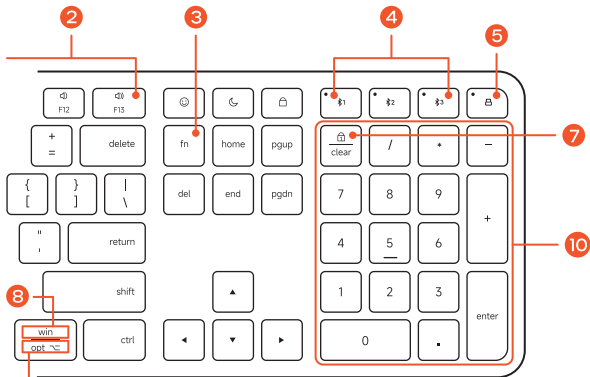 2
3
4
5
F12
F13
1
2
3
+
=
delete
fn
home
pgup
1
clear
/
*
−
7
{
[
}
]
|
\
del
end
pgdn
7
8
9
+
"
'
return
4
5
6
10
shift
1
2
3
enter
8
win
opt ⌥
ctrl
0
.